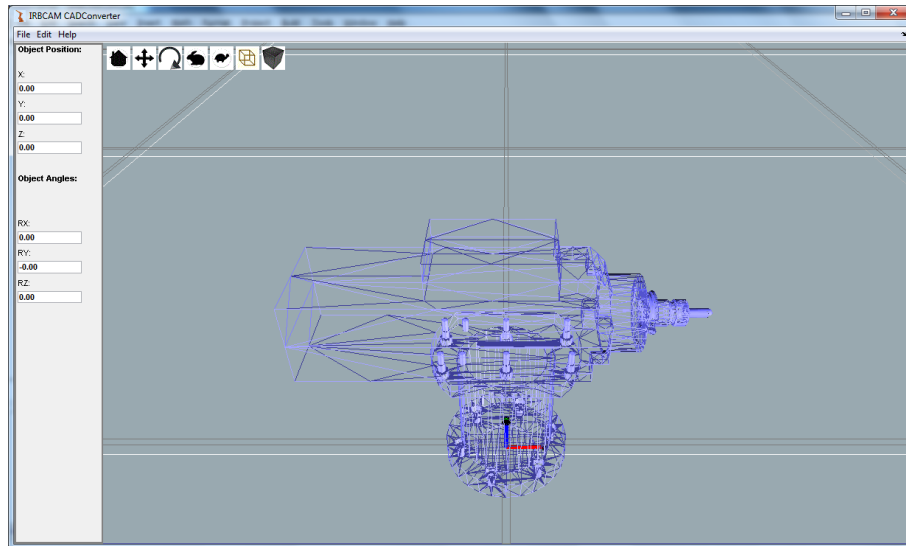 IRBCAM CADConverter
File Edit Help
Object Position:
X:
0.00
Y:
0.00
Z:
0.00
Object Angles:
RX:
0.00
RY:
-0.00
RZ:
0.00